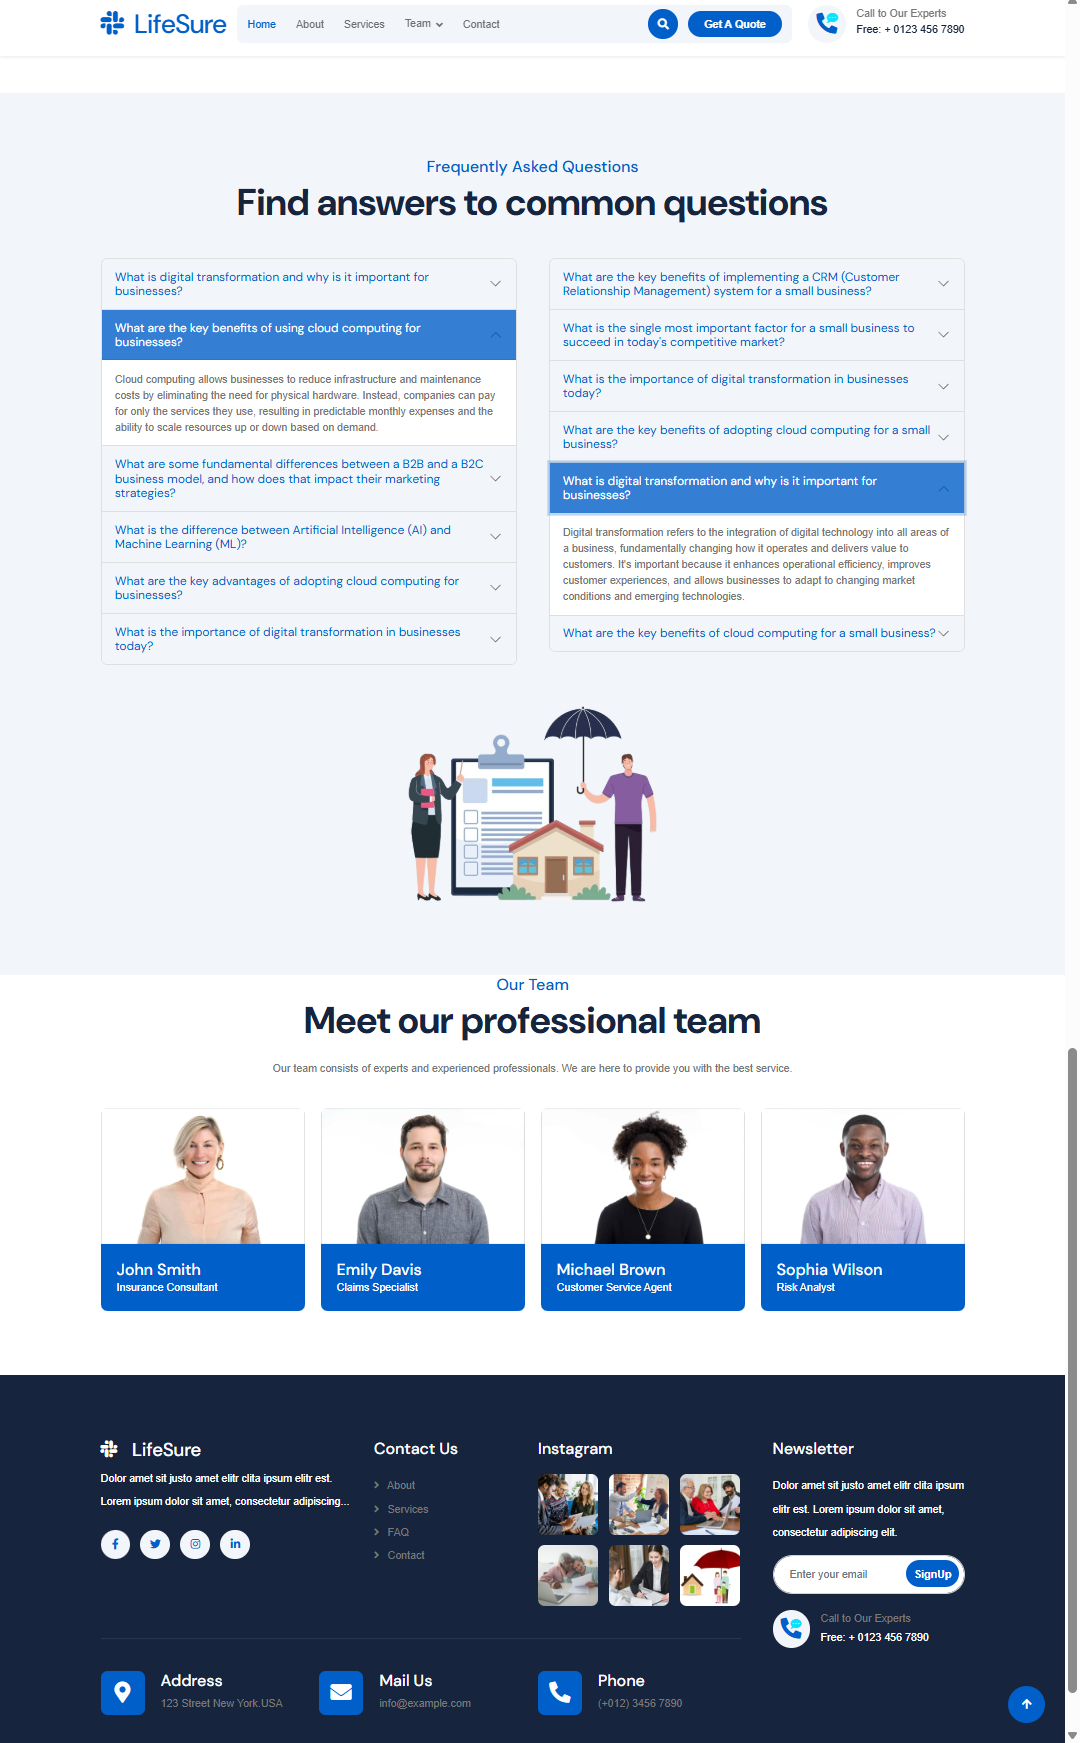 LifeSure
Home
About
Services
Team
Contact
Get A Quote
Call to Our Experts
Free: + 0123 456 7890
Frequently Asked Questions
Find answers to common questions
What is digital transformation and why is it important for
businesses?
What are the key benefits of using cloud computing for
businesses?
Cloud computing allows businesses to reduce infrastructure and maintenance
costs by eliminating the need for physical hardware. Instead, companies can pay
for only the services they use, resulting in predictable monthly expenses and the
ability to scale resources up or down based on demand.
What are some fundamental differences between a B2B and a B2C
business model, and how does that impact their marketing
strategies?
What is the difference between Artificial Intelligence (AI) and
Machine Learning (ML)?
What are the key advantages of adopting cloud computing for
businesses?
What is the importance of digital transformation in businesses
today?
What are the key benefits of implementing a CRM (Customer
Relationship Management) system for a small business?
What is the single most important factor for a small business to
succeed in today's competitive market?
What is the importance of digital transformation in businesses
today?
What are the key benefits of adopting cloud computing for a small
business?
What is digital transformation and why is it important for
businesses?
Digital transformation refers to the integration of digital technology into all areas of
a business, fundamentally changing how it operates and delivers value to
customers. It's important because it enhances operational efficiency, improves
customer experiences, and allows businesses to adapt to changing market
conditions and emerging technologies.
What are the key benefits of cloud computing for a small business?
Our Team
Meet our professional team
Our team consists of experts and experienced professionals. We are here to provide you with the best service.
John Smith
Insurance Consultant
Emily Davis
Claims Specialist
Michael Brown
Customer Service Agent
Sophia Wilson
Risk Analyst
LifeSure
Dolor amet sit justo amet elitr clita ipsum elitr est.
Lorem ipsum dolor sit amet, consectetur adipiscing...
Contact Us
About
Services
FAQ
Contact
Instagram
Newsletter
Dolor amet sit justo amet elitr clita ipsum
elitr est. Lorem ipsum dolor sit amet,
consectetur adipiscing elit.
Enter your email
SignUp
Call to Our Experts
Free: + 0123 456 7890
Address
123 Street New York.USA
Mail Us
info@example.com
Phone
(+012) 3456 7890